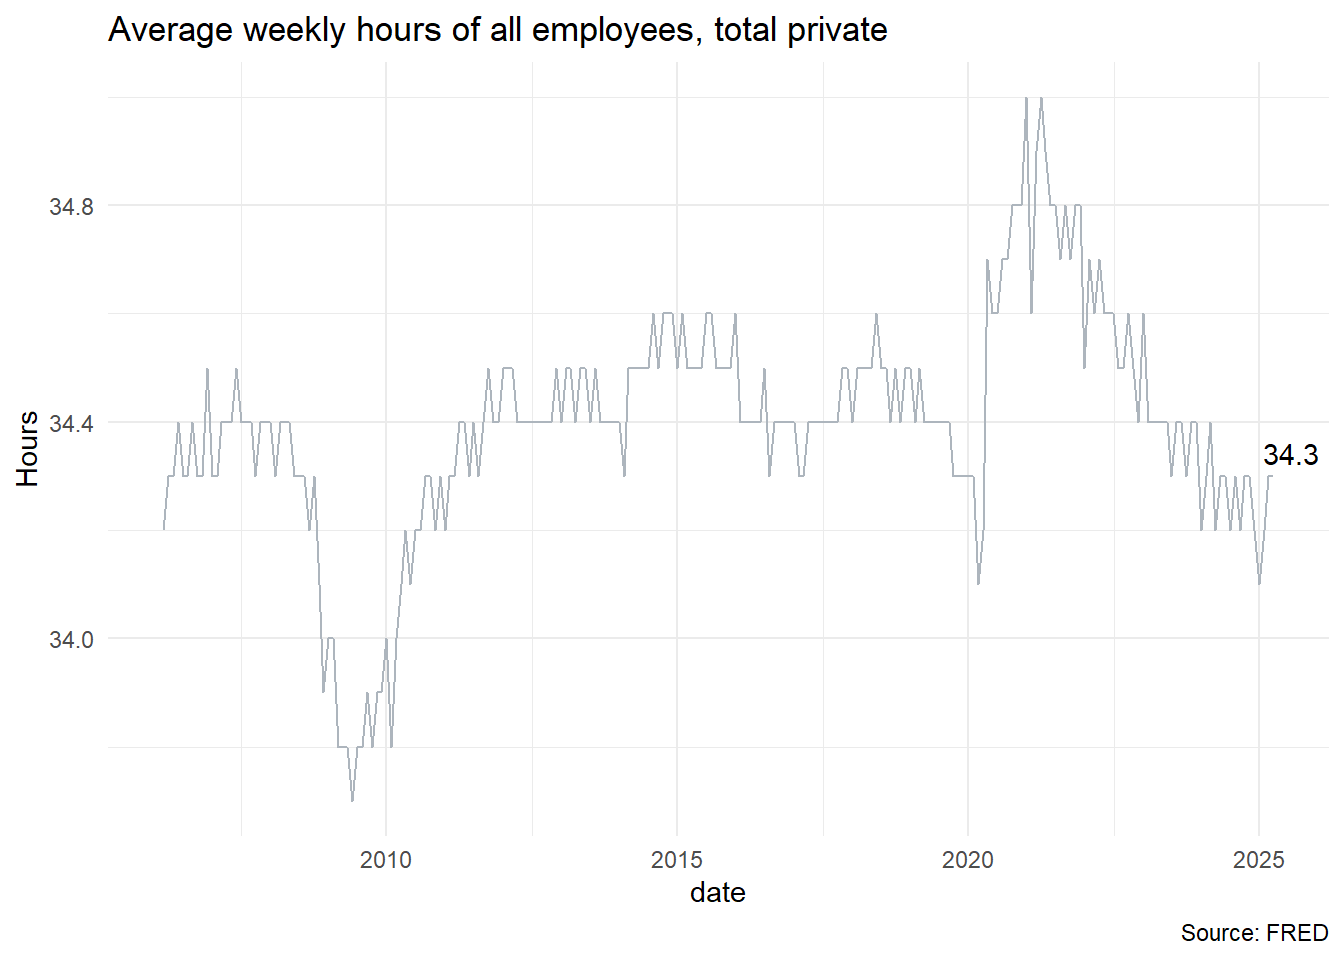 Average weekly hours of all employees, total private
34.8
34.4
34.0
Hours
34.3
2010 2015 2020 2025
date
Source: FRED